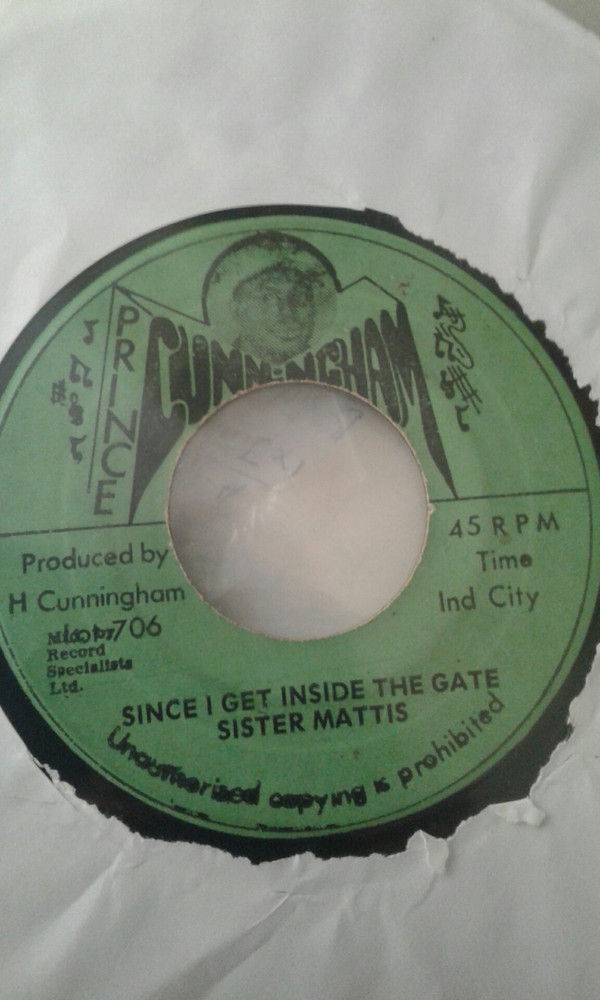 PRINCE
CUNNINGHAM
Produced by
H Cunningham
706
Record
Specialists
Ltd.
45 RPM
Time
Ind City
SINCE I GET INSIDE THE GATE
SISTER MATTIS
Unauthorised copying is prohibited